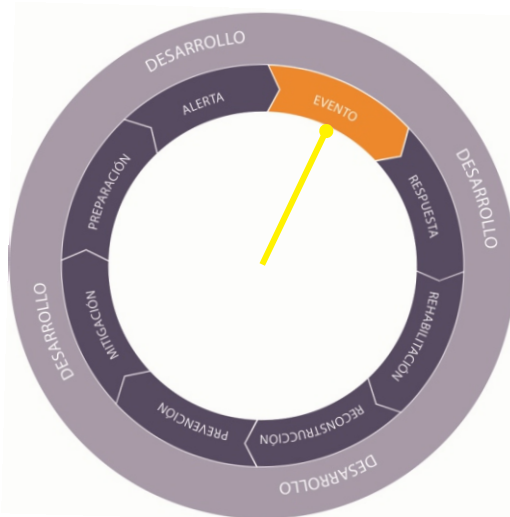 DESARROLLO
DESARROLLO
DESARROLLO
DESARROLLO
EVENTO
RESPUESTA
REHABILITACIÓN
RECONSTRUCCIÓN
PREVENCIÓN
MITIGACIÓN
PREPARACIÓN
ALERTA